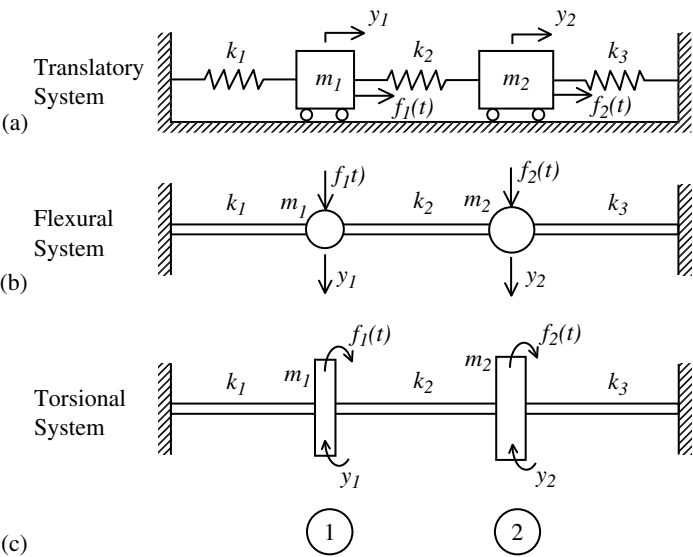 y1 y2
Translatory System
k1 k2 k3
m1 m2
f1(t) f2(t)
(a)
f1t) f2(t)
Flexural System
k1 m1 k2 m2 k3
(b)
y1 y2
f1(t) f2(t)
Torsional System
k1 m1 k2 m2 k3
y1 y2
(c)
1 2